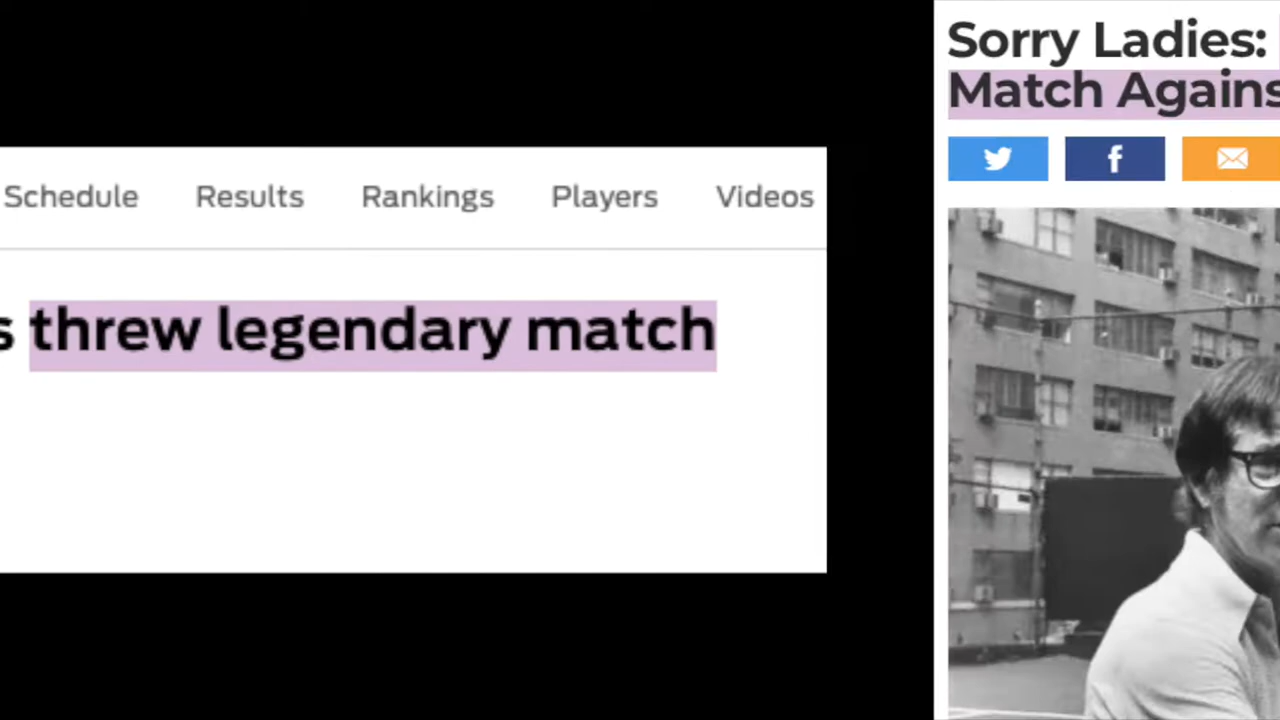 Schedule Results Rankings Players Videos
s threw legendary match
Sorry Ladies:
Match Agains